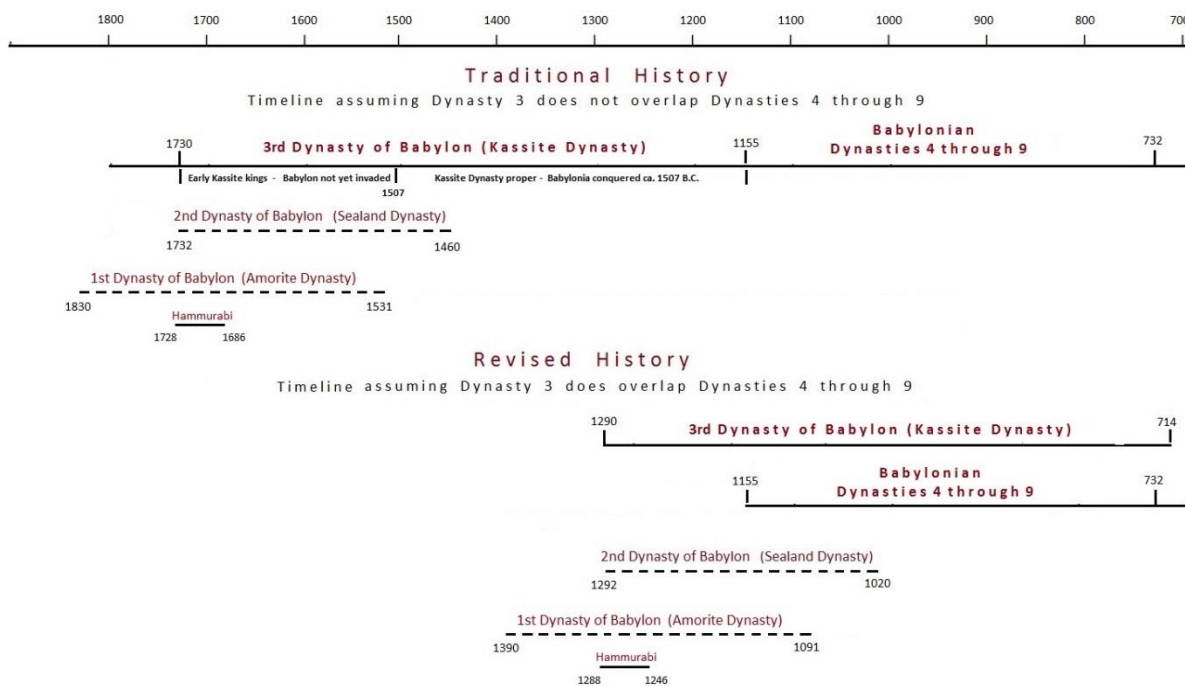 1800 1700 1600 1500 1400 1300 1200 1100 1000 900 800 700
Traditional History
Timeline assuming Dynasty 3 does not overlap Dynasties 4 through 9
1730 3rd Dynasty of Babylon (Kassite Dynasty) 1155 Babylonian 732
Dynasties 4 through 9
Early Kassite kings - Babylon not yet invaded 1507 Kassite Dynasty proper - Babylonia conquered ca. 1507 B.C.
2nd Dynasty of Babylon (Sealand Dynasty)
1732 1460
1st Dynasty of Babylon (Amorite Dynasty)
1830 1531
Hammurabi
1728 1686
Revised History
Timeline assuming Dynasty 3 does overlap Dynasties 4 through 9
1290 3rd Dynasty of Babylon (Kassite Dynasty) 714
Babylonian
1155 Dynasties 4 through 9 732
2nd Dynasty of Babylon (Sealand Dynasty)
1292 1020
1st Dynasty of Babylon (Amorite Dynasty)
1390 1091
Hammurabi
1288 1246